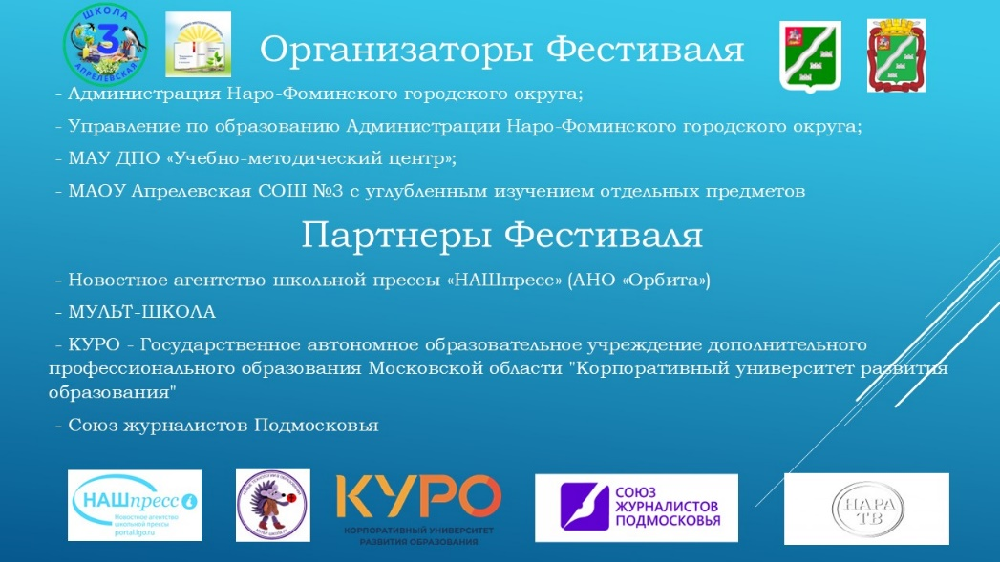 ШКОЛА
3
АПРЕЛЕВСКАЯ
Организаторы Фестиваля
- Администрация Наро-Фоминского городского округа;
- Управление по образованию Администрации Наро-Фоминского городского округа;
- МАУ ДПО «Учебно-методический центр»;
- МАОУ Апрелевская СОШ №3 с углубленным изучением отдельных предметов
Партнеры Фестиваля
- Новостное агентство школьной прессы «НАШпресс» (АНО «Орбита»)
- МУЛЬТ-ШКОЛА
- КУРО - Государственное автономное образовательное учреждение дополнительного
профессионального образования Московской области "Корпоративный университет развития
образования"
- Союз журналистов Подмосковья
НАШпресс
Новостное агентство
школьной прессы
portal.lgo.ru
КУРО
КОРПОРАТИВНЫЙ УНИВЕРСИТЕТ
РАЗВИТИЯ ОБРАЗОВАНИЯ
СОЮЗ
ЖУРНАЛИСТОВ
ПОДМОСКОВЬЯ
НАРА
ТВ